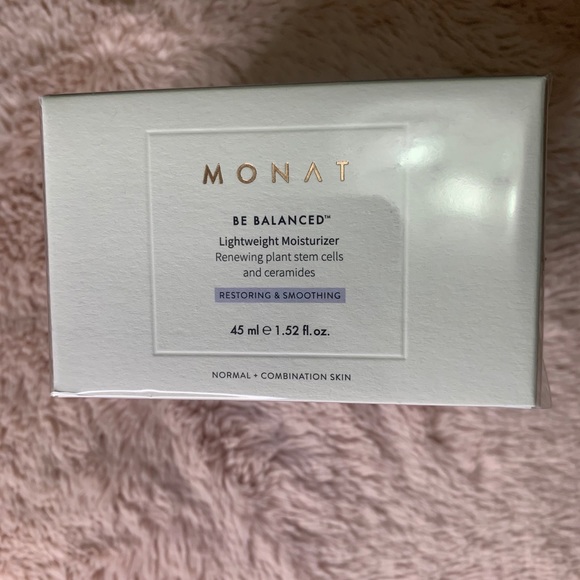 MONAT
BE BALANCED™
Lightweight Moisturizer
Renewing plant stem cells
and ceramides
RESTORING & SMOOTHING
45 ml ℮ 1.52 fl. oz.
NORMAL + COMBINATION SKIN